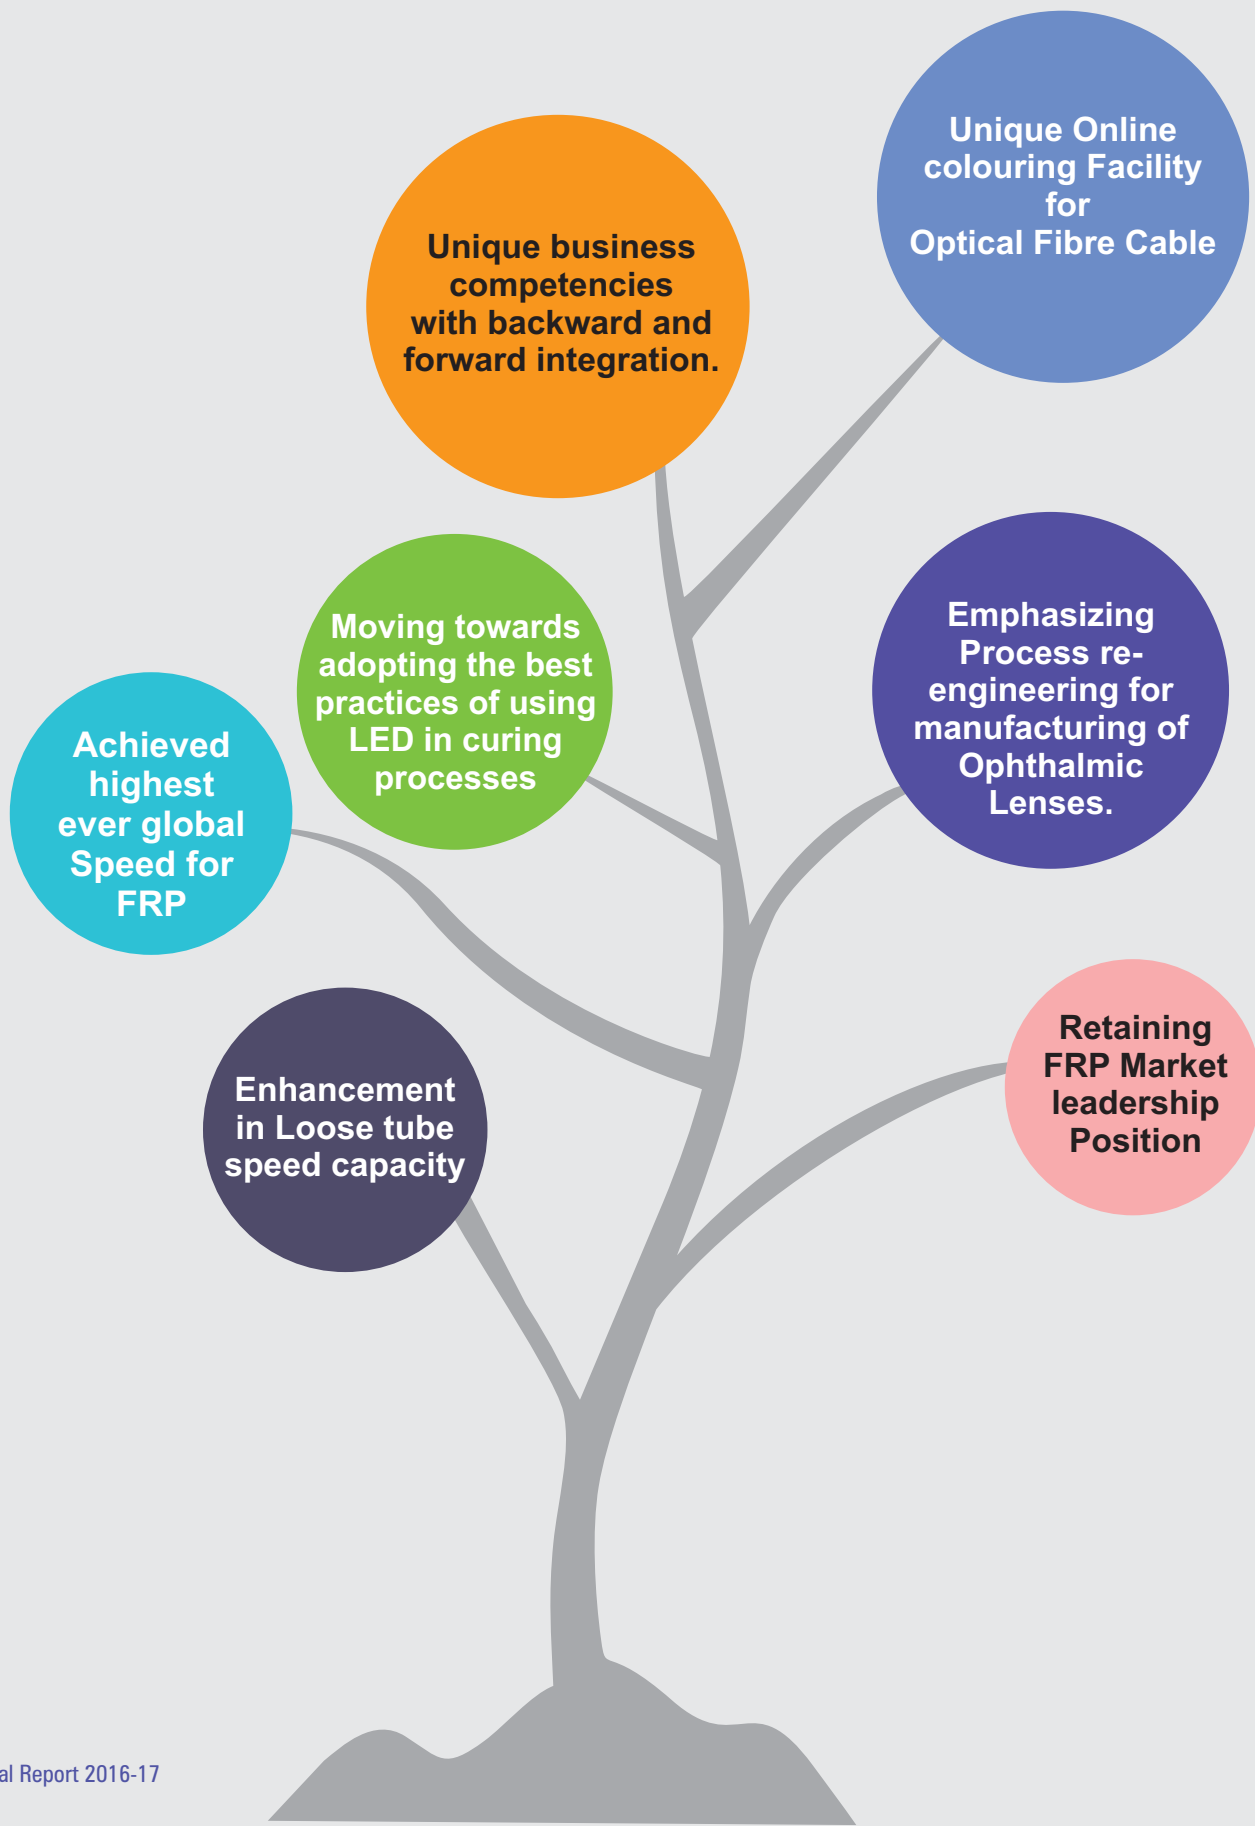 Unique Online
colouring Facility
for
Optical Fibre Cable
Unique business
competencies
with backward and
forward integration.
Moving towards
adopting the best
practices of using
LED in curing
processes
Emphasizing
Process re-
engineering for
manufacturing of
Ophthalmic
Lenses.
Achieved
highest
ever global
Speed for
FRP
Retaining
FRP Market
leadership
Position
Enhancement
in Loose tube
speed capacity
al Report 2016-17